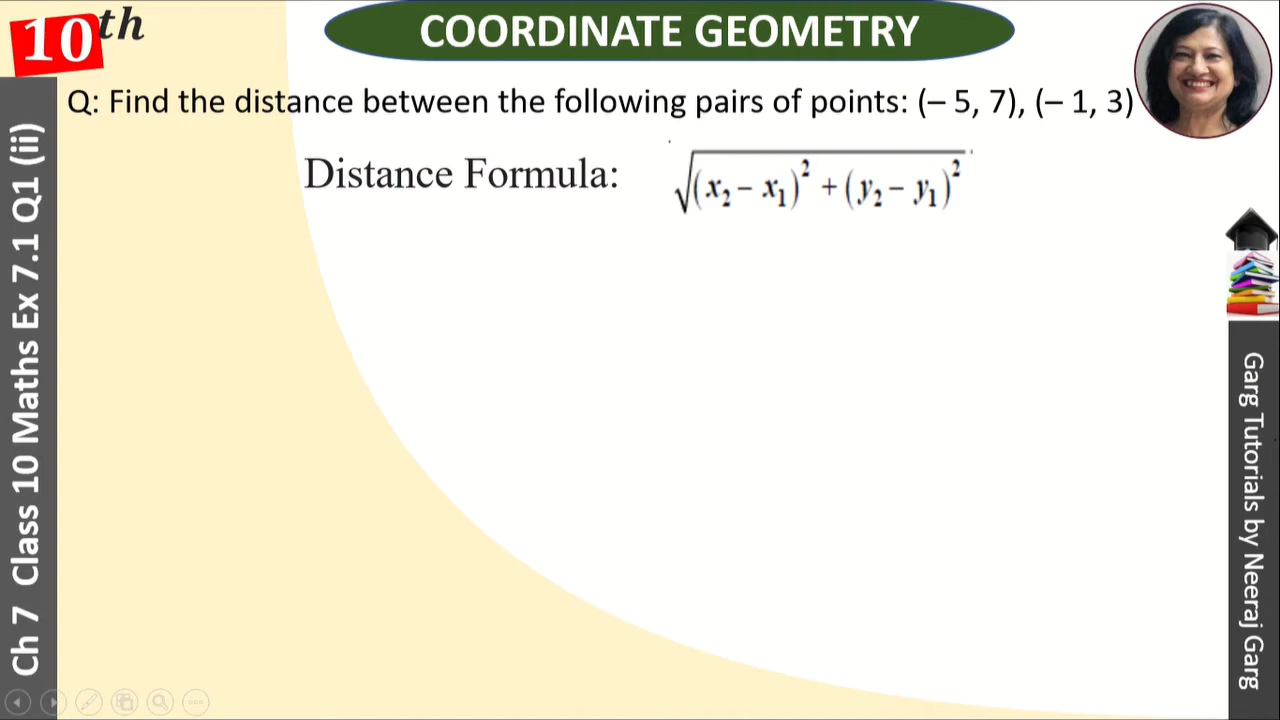 10th
COORDINATE GEOMETRY
Q: Find the distance between the following pairs of points: (– 5, 7), (– 1, 3)
Distance Formula: √(x₂ − x₁)² + (y₂ − y₁)²
Ch 7 Class 10 Maths Ex 7.1 Q1 (ii)
Garg Tutorials by Neeraj Garg